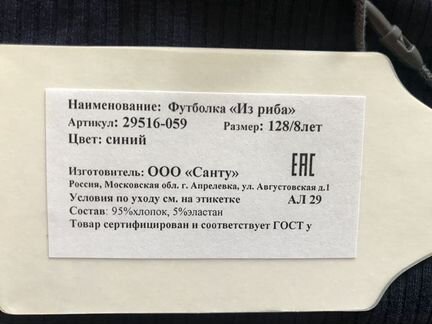 Наименование: Футболка «Из риба»
Артикул: 29516-059 Размер: 128/8лет
Цвет: синий
Изготовитель: ООО «Санту» ЕАС
Россия, Московская обл. г. Апрелевка, ул. Августовская д.1
Условия по уходу см. на этикетке АЛ 29
Состав: 95%хлопок, 5%эластан
Товар сертифицирован и соответствует ГОСТ у